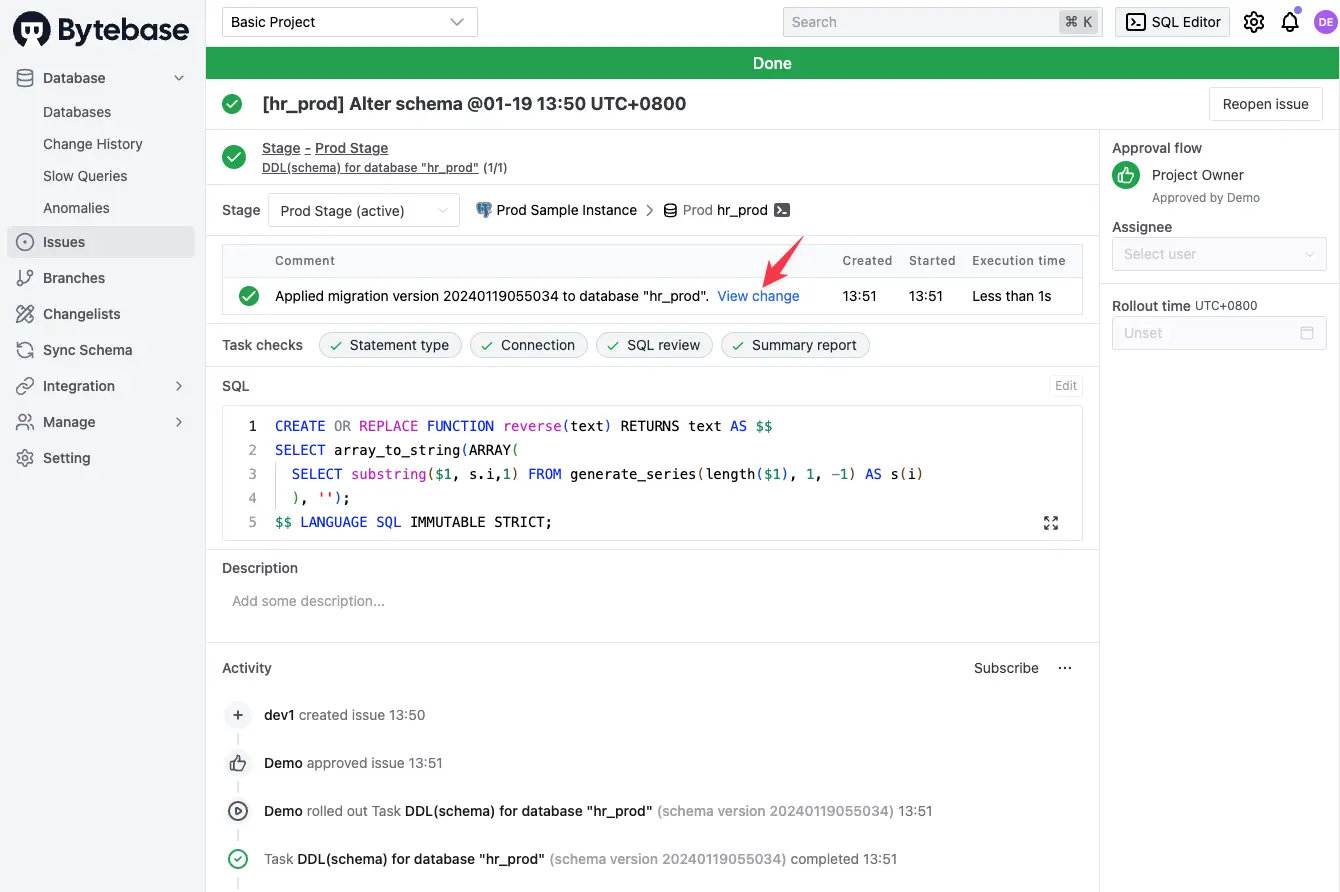 Bytebase
Basic Project
Search
⌘ K
SQL Editor
DE
Database
Databases
Change History
Slow Queries
Anomalies
Issues
Branches
Changelists
Sync Schema
Integration
Manage
Setting
Done
[hr_prod] Alter schema @01-19 13:50 UTC+0800
Reopen issue
Stage - Prod Stage
DDL(schema) for database "hr_prod" (1/1)
Stage
Prod Stage (active)
Prod Sample Instance
Prod hr_prod
Comment Created Started Execution time
Applied migration version 20240119055034 to database "hr_prod". View change 13:51 13:51 Less than 1s
Task checks
Statement type
Connection
SQL review
Summary report
SQL
Edit
1 CREATE OR REPLACE FUNCTION reverse(text) RETURNS text AS $$
2 SELECT array_to_string(ARRAY(
3 SELECT substring($1, s.i,1) FROM generate_series(length($1), 1, -1) AS s(i)
4 ), '');
5 $$ LANGUAGE SQL IMMUTABLE STRICT;
Description
Add some description...
Activity
Subscribe
dev1 created issue 13:50
Demo approved issue 13:51
Demo rolled out Task DDL(schema) for database "hr_prod" (schema version 20240119055034) 13:51
Task DDL(schema) for database "hr_prod" (schema version 20240119055034) completed 13:51
Approval flow
Project Owner
Approved by Demo
Assignee
Select user
Rollout time UTC+0800
Unset